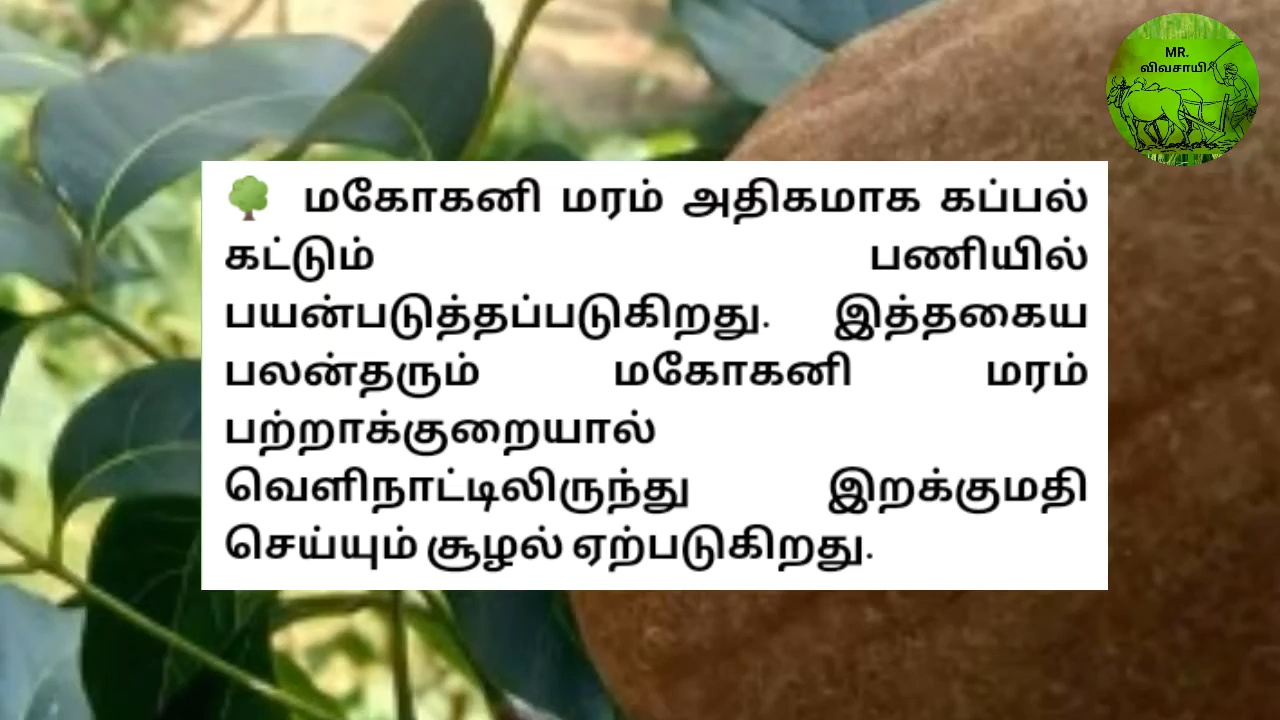 MR.
விவசாயி
🌳 மகோகனி மரம் அதிகமாக கப்பல்
கட்டும் பணியில்
பயன்படுத்தப்படுகிறது. இத்தகைய
பலன்தரும் மகோகனி மரம்
பற்றாக்குறையால்
வெளிநாட்டிலிருந்து இறக்குமதி
செய்யும் சூழல் ஏற்படுகிறது.